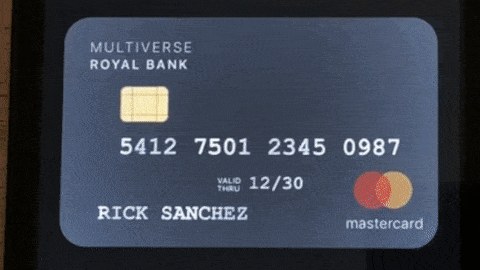 MULTIVERSE
ROYAL BANK
5412 7501 2345 0987
VALID THRU 12/30
RICK SANCHEZ
mastercard